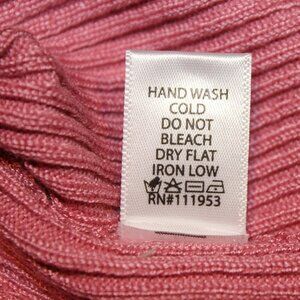 HAND WASH
COLD
DO NOT
BLEACH
DRY FLAT
IRON LOW
RN#111953